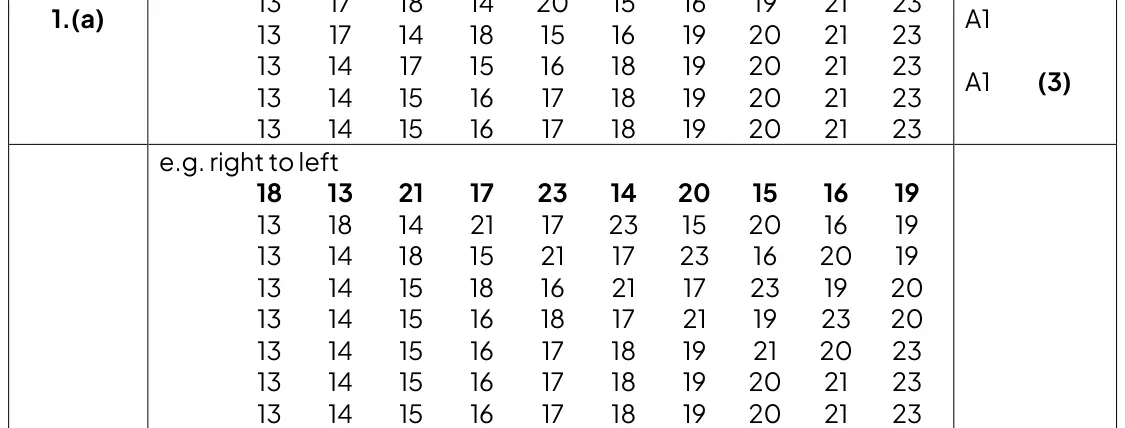 13 17 18 14 20 15 16 19 21 23
1.(a) A1
13 17 14 18 15 16 19 20 21 23
13 14 17 15 16 18 19 20 21 23
A1 (3)
13 14 15 16 17 18 19 20 21 23
13 14 15 16 17 18 19 20 21 23
e.g. right to left
18 13 21 17 23 14 20 15 16 19
13 18 14 21 17 23 15 20 16 19
13 14 18 15 21 17 23 16 20 19
13 14 15 18 16 21 17 23 19 20
13 14 15 16 18 17 21 19 23 20
13 14 15 16 17 18 19 21 20 23
13 14 15 16 17 18 19 20 21 23
13 14 15 16 17 18 19 20 21 23